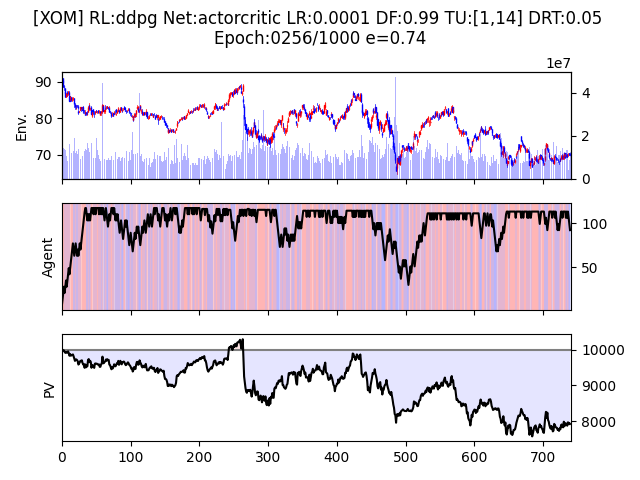 [XOM] RL:ddpg Net:actorcritic LR:0.0001 DF:0.99 TU:[1,14] DRT:0.05
Epoch:0256/1000 e=0.74
1e7
90
80
70
Env.
4
2
0
Agent
100
50
PV
10000
9000
8000
0 100 200 300 400 500 600 700